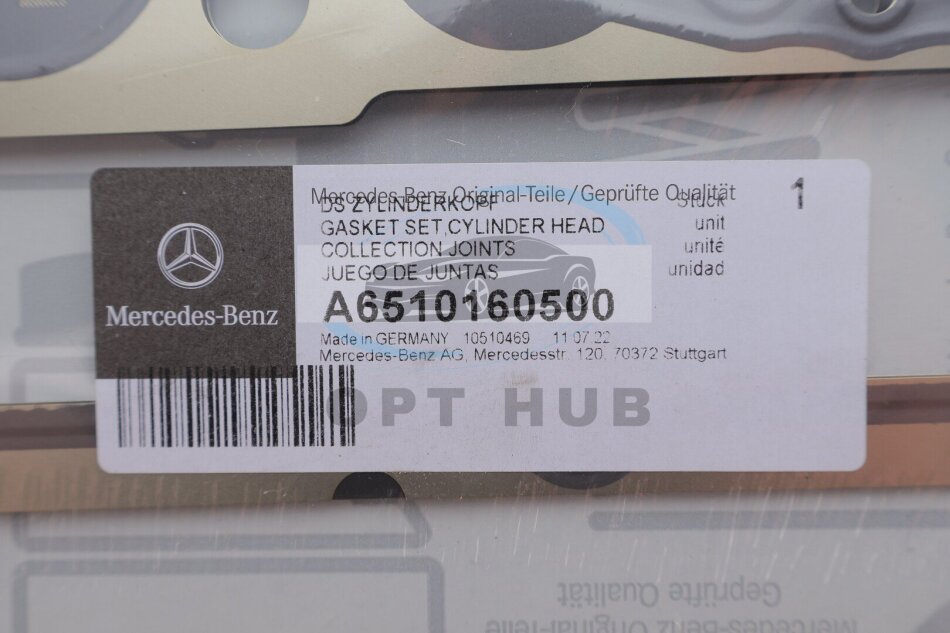 Mercedes-Benz Original-Teile / Geprüfte Qualität
1
DS ZYLINDERKOPF
Stück
GASKET SET,CYLINDER HEAD
unit
COLLECTION JOINTS
unité
JUEGO DE JUNTAS
unidad
A6510160500
Mercedes-Benz
Made in GERMANY 10510469 11.07.22
Mercedes-Benz AG, Mercedesstr. 120, 70372 Stuttgart
OPT HUB
Geprüfte Qualität
Mercedes-Benz Original-Teile